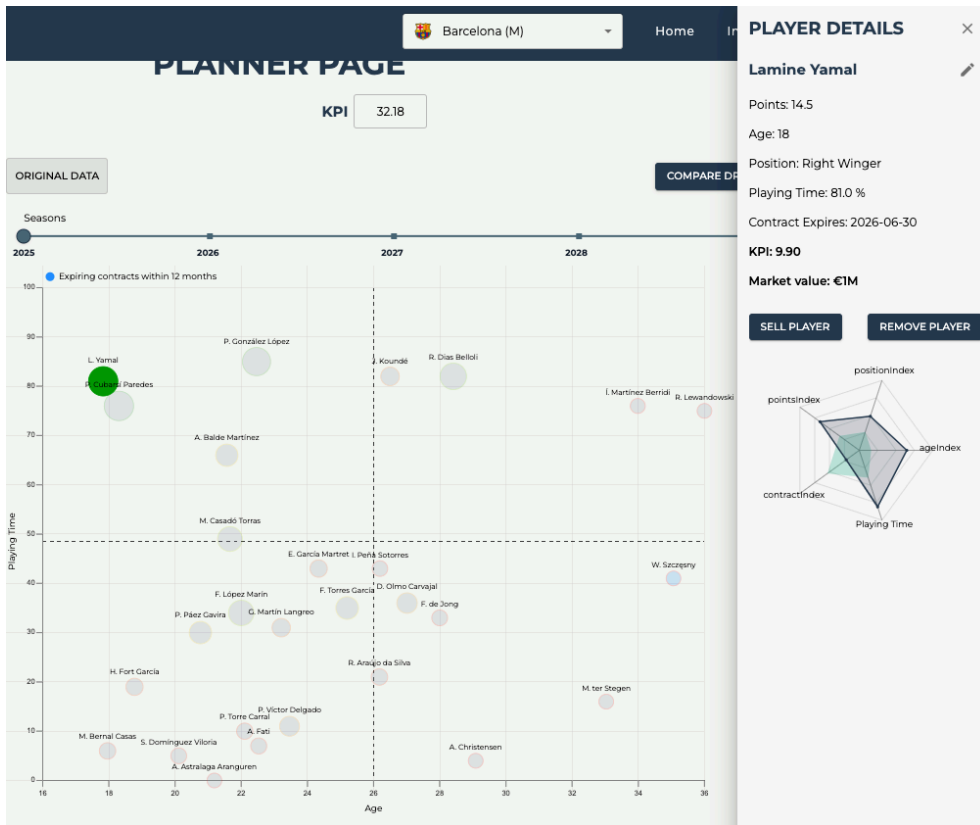 Barcelona (M)
Home
In
PLANNER PAGE
KPI
32.18
ORIGINAL DATA
COMPARE DR
Seasons
2025
2026
2027
2028
Expiring contracts within 12 months
100
90
80
70
60
50
40
30
20
10
0
Playing Time
L. Yamal
P. Cubarsí Paredes
P. González López
J. Koundé
R. Dias Belloli
Í. Martínez Berridi
R. Lewandowski
A. Balde Martínez
M. Casadó Torras
E. García Martret
I. Peña Sotorres
W. Szczęsny
F. López Marín
F. Torres García
D. Olmo Carvajal
P. Páez Gavira
G. Martín Langreo
F. de Jong
H. Fort García
R. Araújo da Silva
M. ter Stegen
P. Torre Carral
P. Víctor Delgado
M. Bernal Casas
A. Fati
S. Domínguez Viloria
A. Christensen
A. Astralaga Aranguren
16
18
20
22
24
26
28
30
32
34
36
Age
PLAYER DETAILS
Lamine Yamal
Points: 14.5
Age: 18
Position: Right Winger
Playing Time: 81.0 %
Contract Expires: 2026-06-30
KPI: 9.90
Market value: €1M
SELL PLAYER
REMOVE PLAYER
positionIndex
pointsIndex
ageIndex
contractIndex
Playing Time